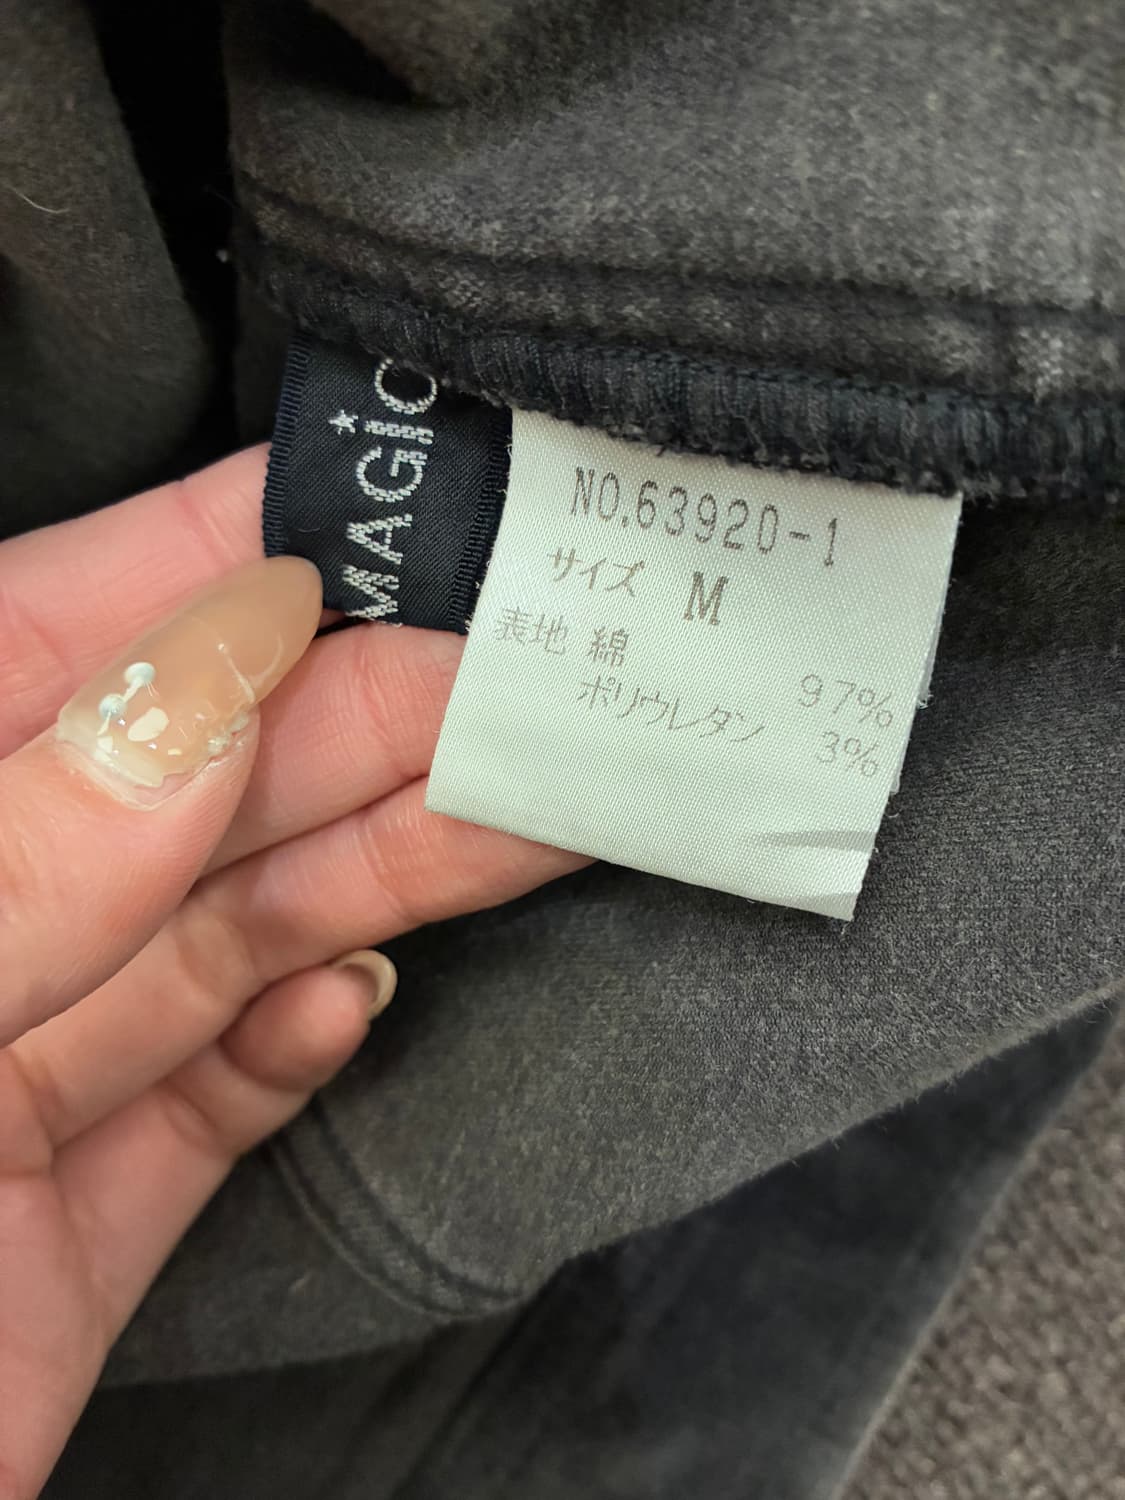 MAGIC
NO.63920-1
サイズ M
表地 綿 97%
ポリウレタン 3%